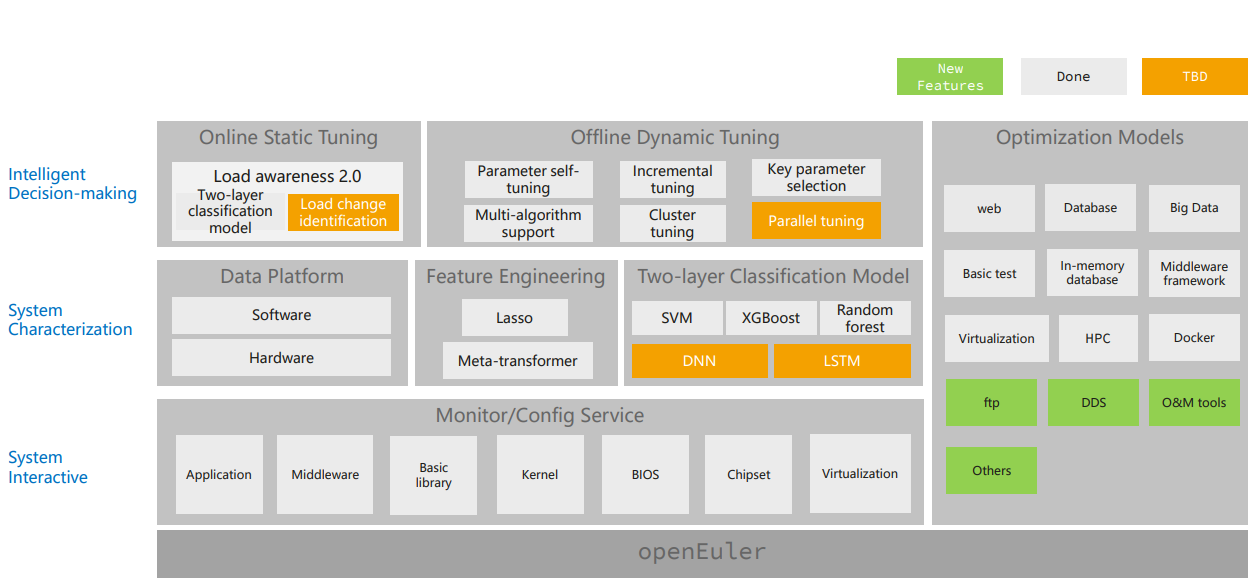 New
Features
Done
TBD
Intelligent
Decision-making
Online Static Tuning
Load awareness 2.0
Two-layer
classification
model
Load change
identification
Offline Dynamic Tuning
Parameter self-
tuning
Incremental
tuning
Key parameter
selection
Multi-algorithm
support
Cluster
tuning
Parallel tuning
Optimization Models
web
Database
Big Data
Basic test
In-memory
database
Middleware
framework
Virtualization
HPC
Docker
ftp
DDS
O&M tools
Others
System
Characterization
Data Platform
Software
Hardware
Feature Engineering
Lasso
Meta-transformer
Two-layer Classification Model
SVM
XGBoost
Random
forest
DNN
LSTM
System
Interactive
Monitor/Config Service
Application
Middleware
Basic
library
Kernel
BIOS
Chipset
Virtualization
openEuler